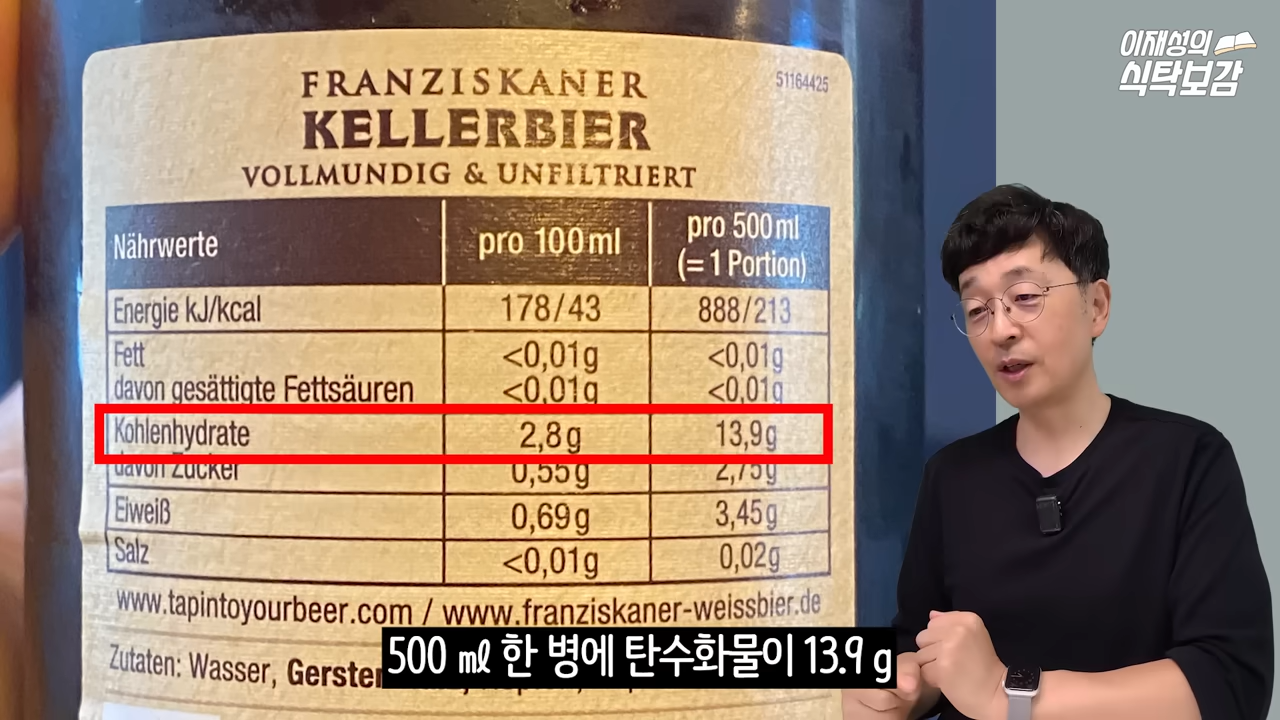 이재성의
식탁보감
FRANZISKANER
51164425
KELLERBIER
VOLLMUNDIG & UNFILTRIERT
Nährwerte pro 100 ml pro 500 ml
(= 1 Portion)
Energie kJ/kcal 178/43 888/213
Fett <0,01g <0,01g
davon gesättigte Fettsäuren <0,01g <0,01g
Kohlenhydrate 2,8g 13,9g
davon Zucker 0,55g 2,75g
Eiweiß 0,69g 3,45g
Salz <0,01g 0,02g
www.tapintoyourbeer.com / www.franziskaner-weissbier.de
Zutaten: Wasser,
500 ㎖ 한 병에 탄수화물이 13.9 g